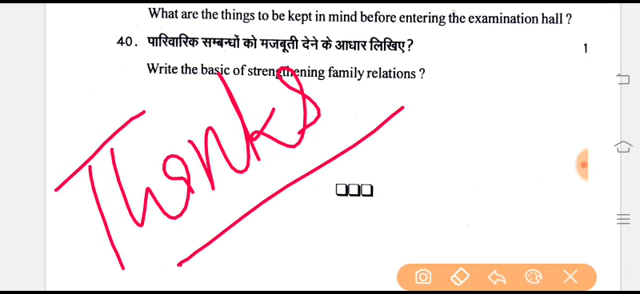 What are the things to be kept in mind before entering the examination hall ?
40. पारिवारिक सम्बन्धों को मजबूती देने के आधार लिखिए? 1
Write the basic of strengthening family relations ?
Thanks